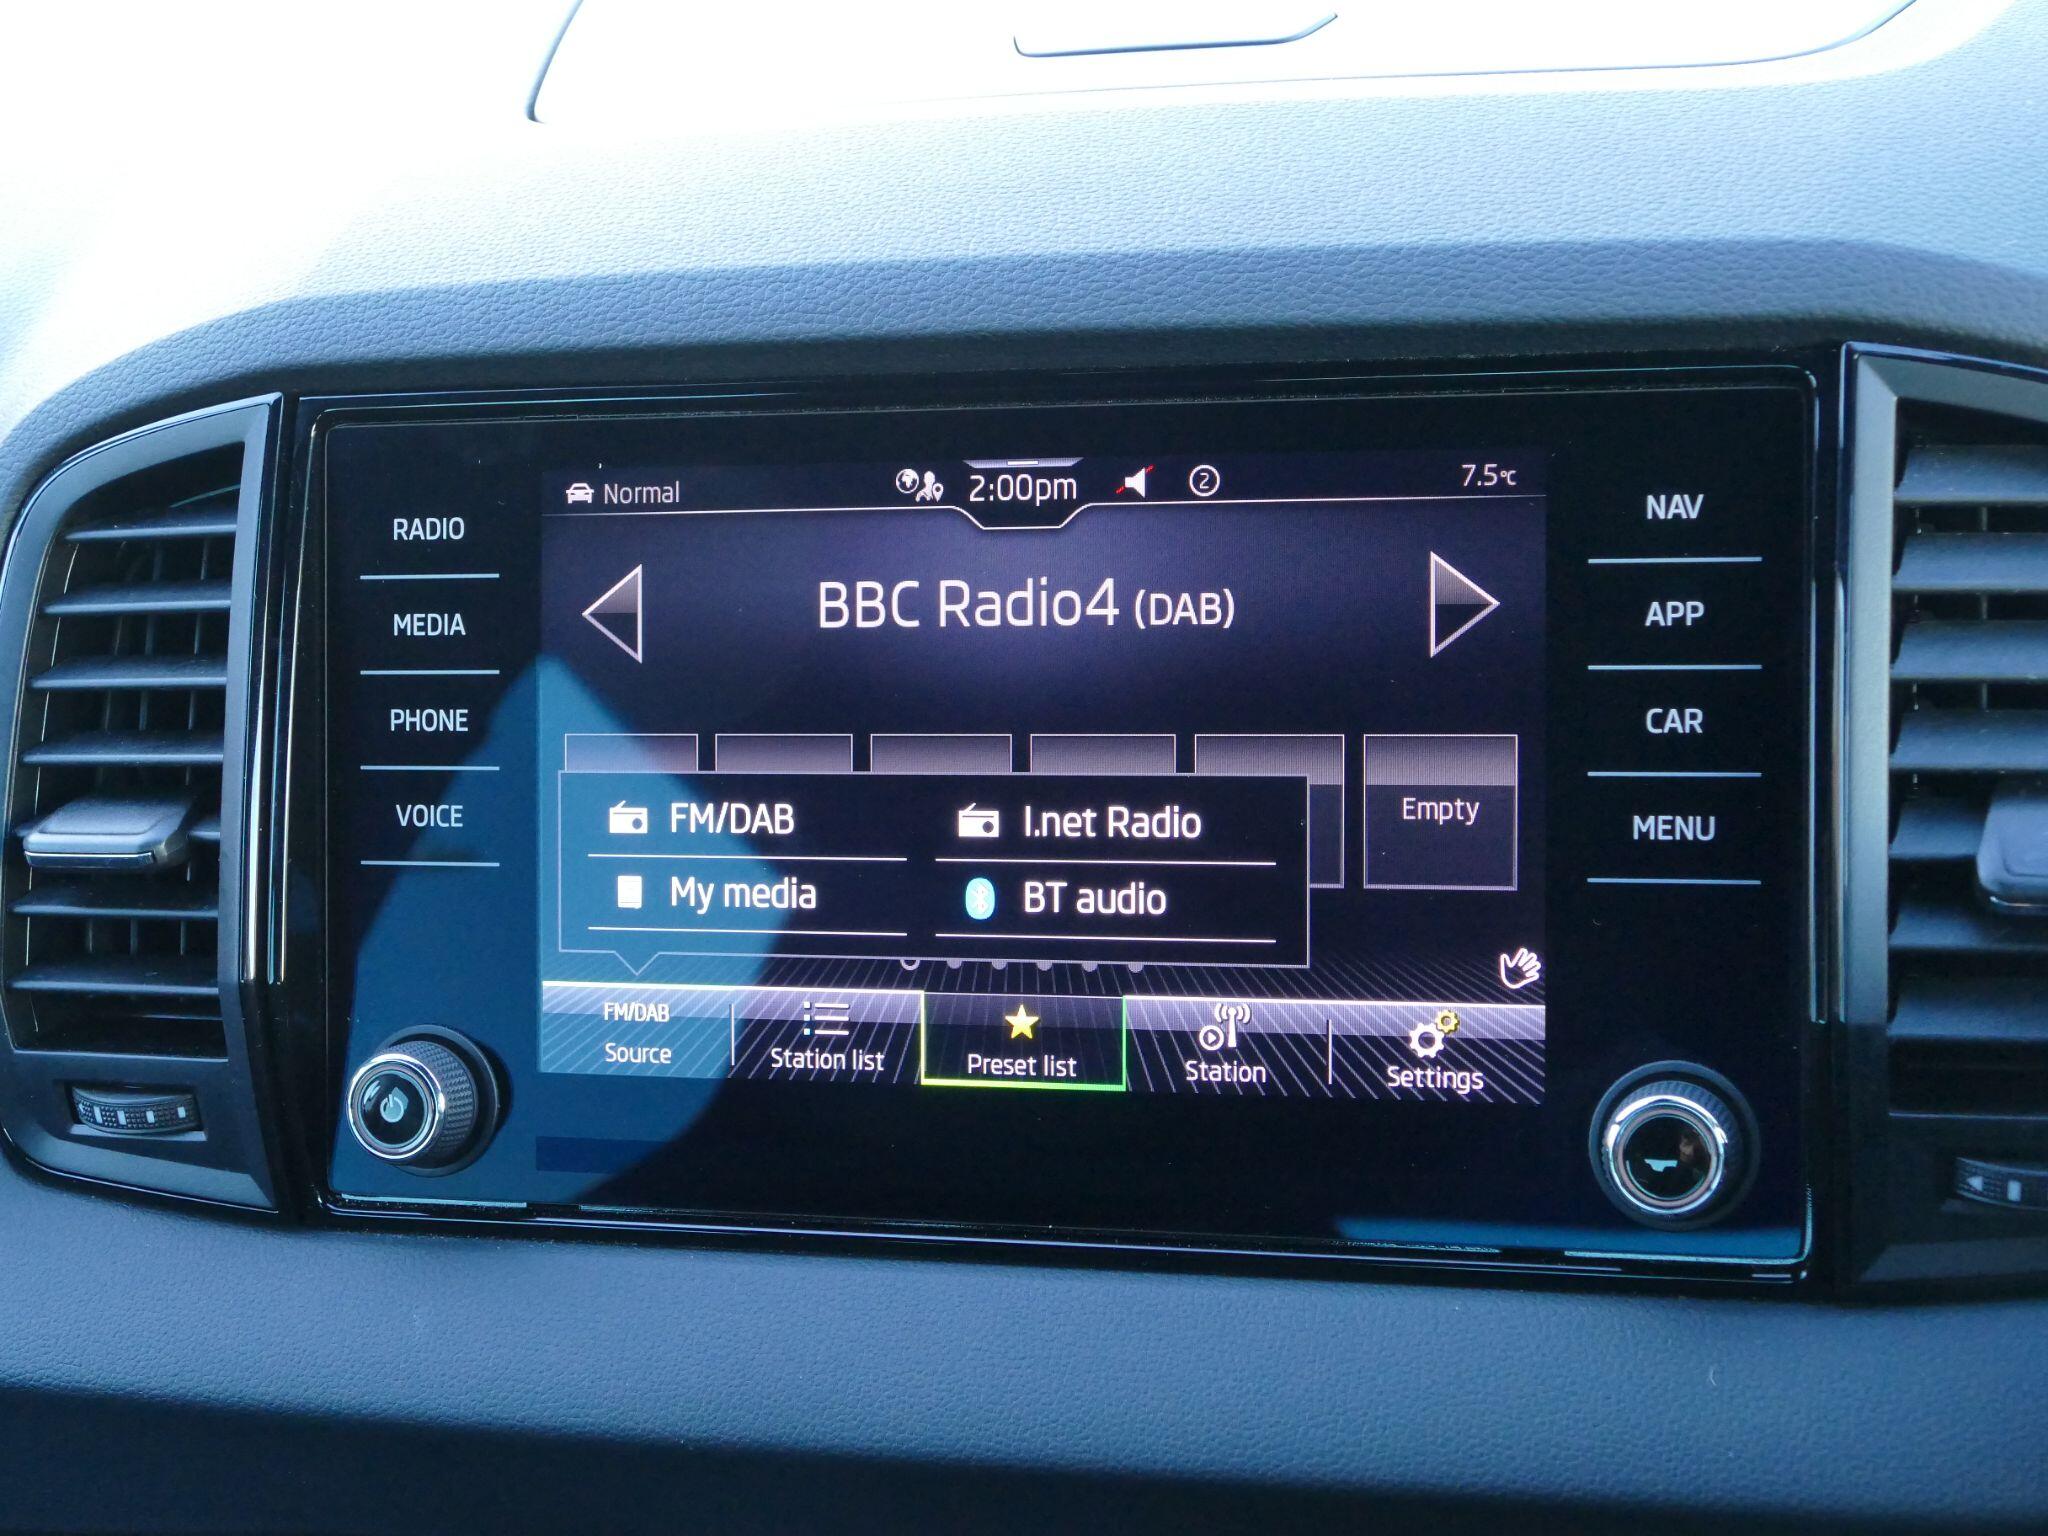 Normal
2:00pm
2
7.5°C
RADIO
MEDIA
PHONE
VOICE
BBC Radio4 (DAB)
Empty
FM/DAB
I.net Radio
My media
BT audio
FM/DAB
Source
Station list
Preset list
Station
Settings
NAV
APP
CAR
MENU